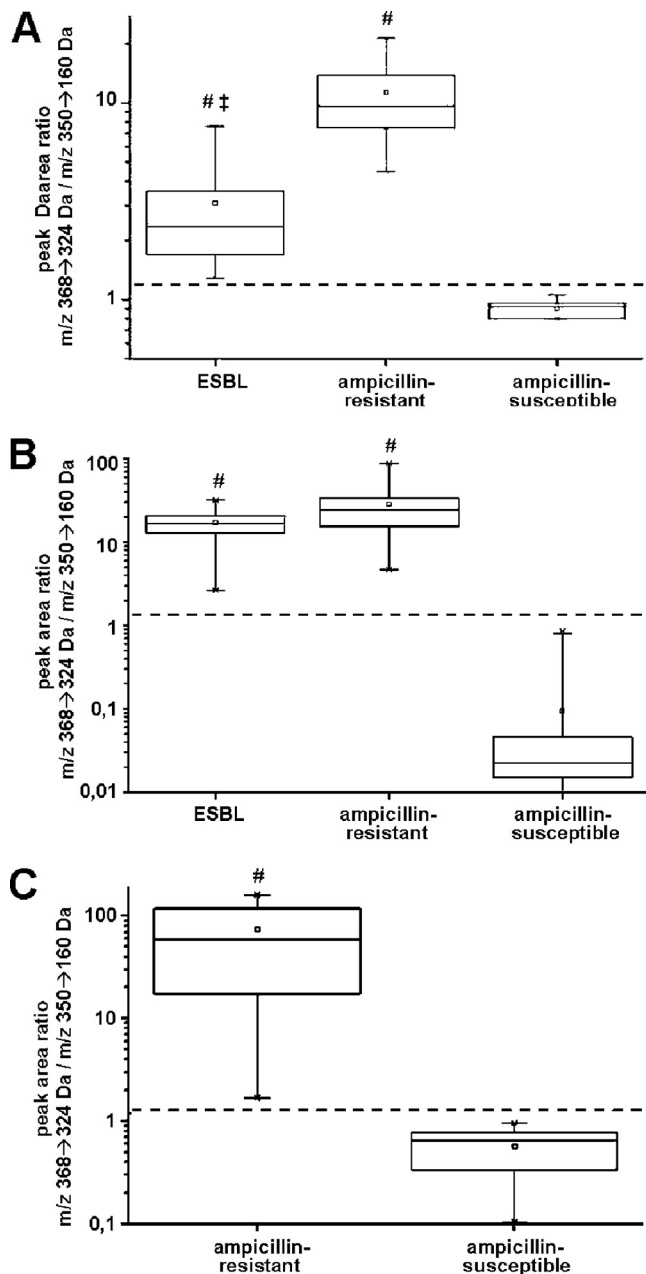 A
peak Daarea ratio
m/z 368→324 Da / m/z 350→160 Da
10
1
# ‡
#
ESBL
ampicillin-
resistant
ampicillin-
susceptible
B
peak area ratio
m/z 368→324 Da / m/z 350→160 Da
100
10
1
0,1
0,01
#
#
ESBL
ampicillin-
resistant
ampicillin-
susceptible
C
peak area ratio
m/z 368→324 Da / m/z 350→160 Da
100
10
1
0,1
#
ampicillin-
resistant
ampicillin-
susceptible